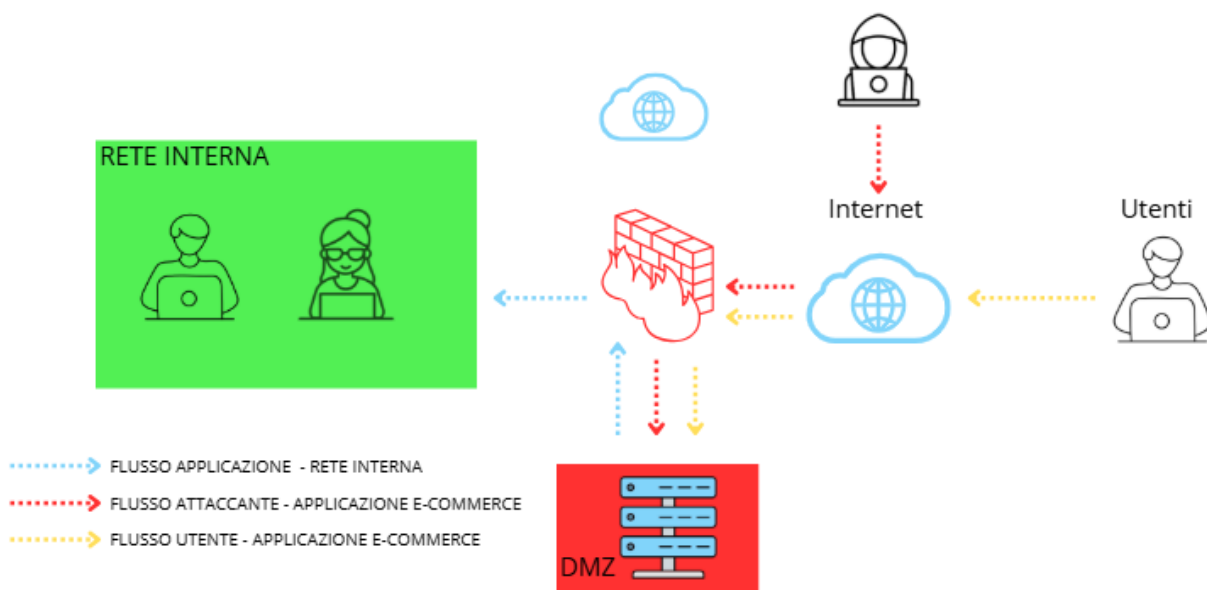 RETE INTERNA
Internet
Utenti
FLUSSO APPLICAZIONE - RETE INTERNA
FLUSSO ATTACCANTE - APPLICAZIONE E-COMMERCE
FLUSSO UTENTE - APPLICAZIONE E-COMMERCE
DMZ